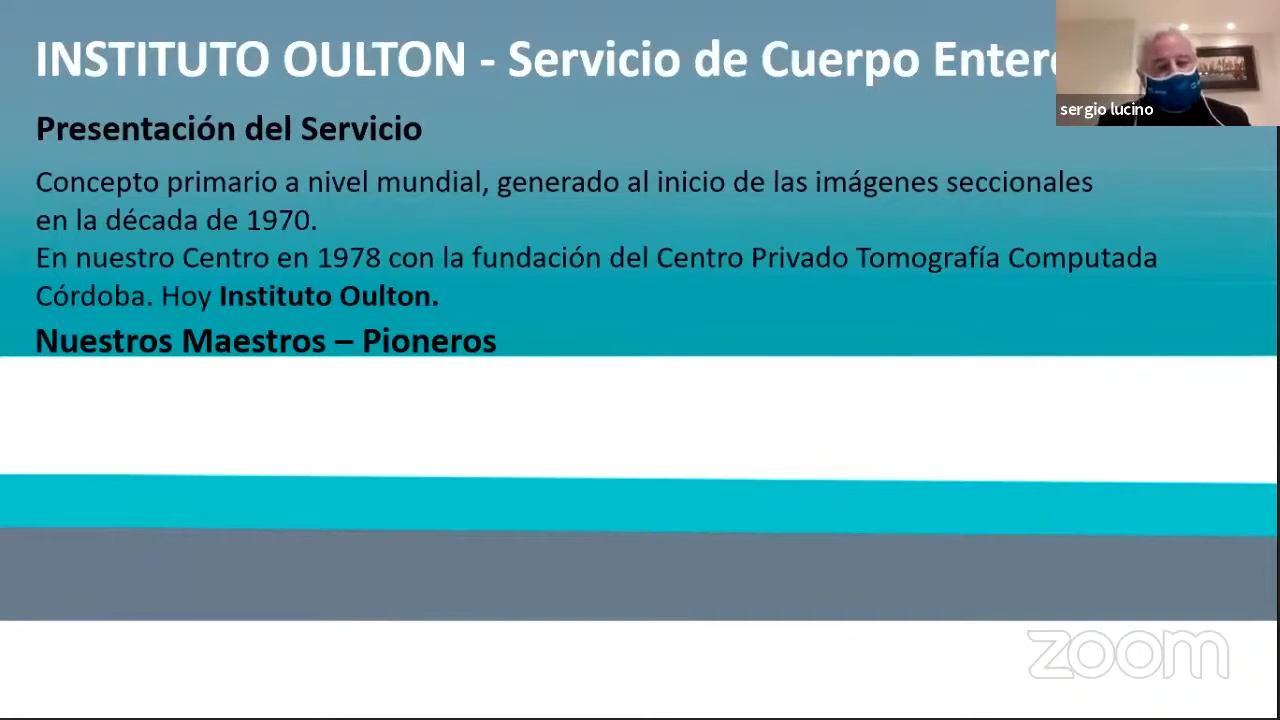 INSTITUTO OULTON - Servicio de Cuerpo Entero
sergio lucino
Presentación del Servicio
Concepto primario a nivel mundial, generado al inicio de las imágenes seccionales
en la década de 1970.
En nuestro Centro en 1978 con la fundación del Centro Privado Tomografía Computada
Córdoba. Hoy Instituto Oulton.
Nuestros Maestros – Pioneros
zoom